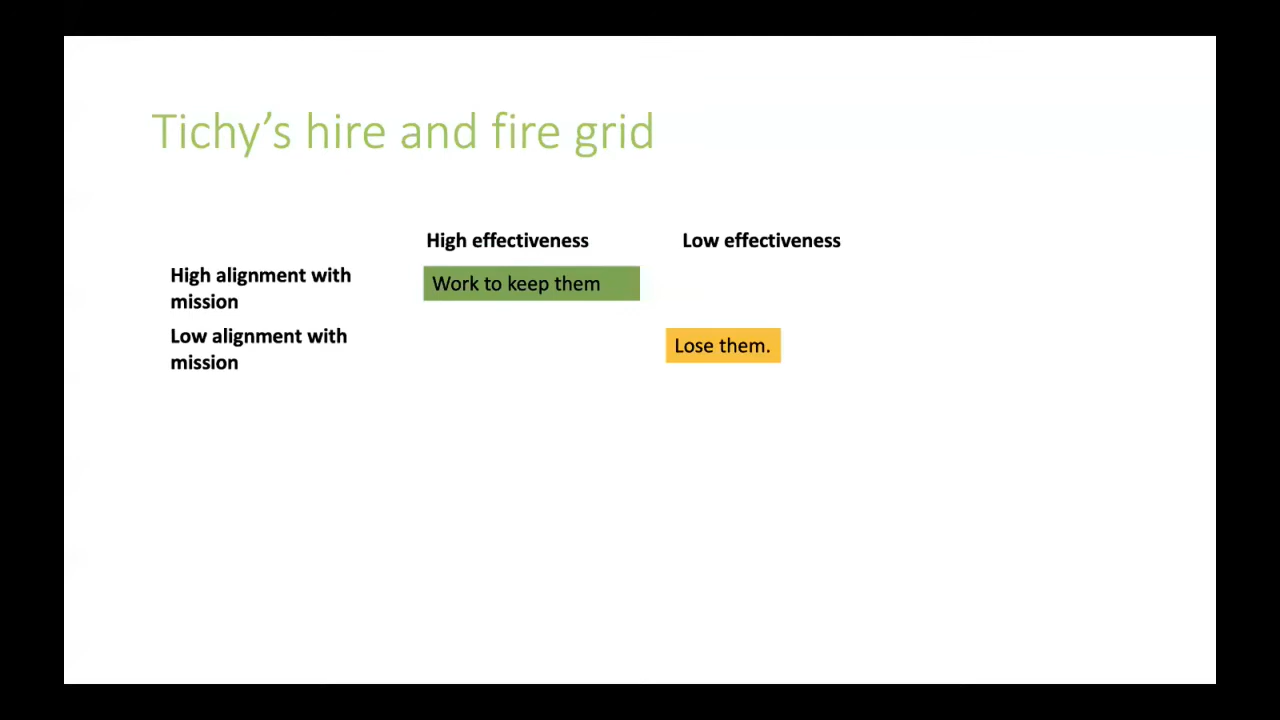 Tichy’s hire and fire grid
High effectiveness Low effectiveness
High alignment with
mission
Work to keep them
Low alignment with
mission
Lose them.